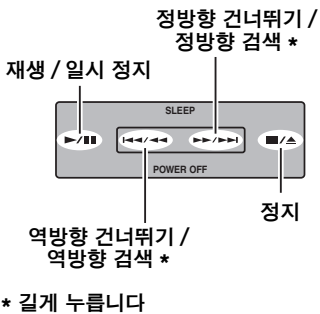 정방향 건너뛰기 /
정방향 검색 *
재생 / 일시 정지
SLEEP
POWER OFF
정지
역방향 건너뛰기 /
역방향 검색 *
* 길게 누릅니다